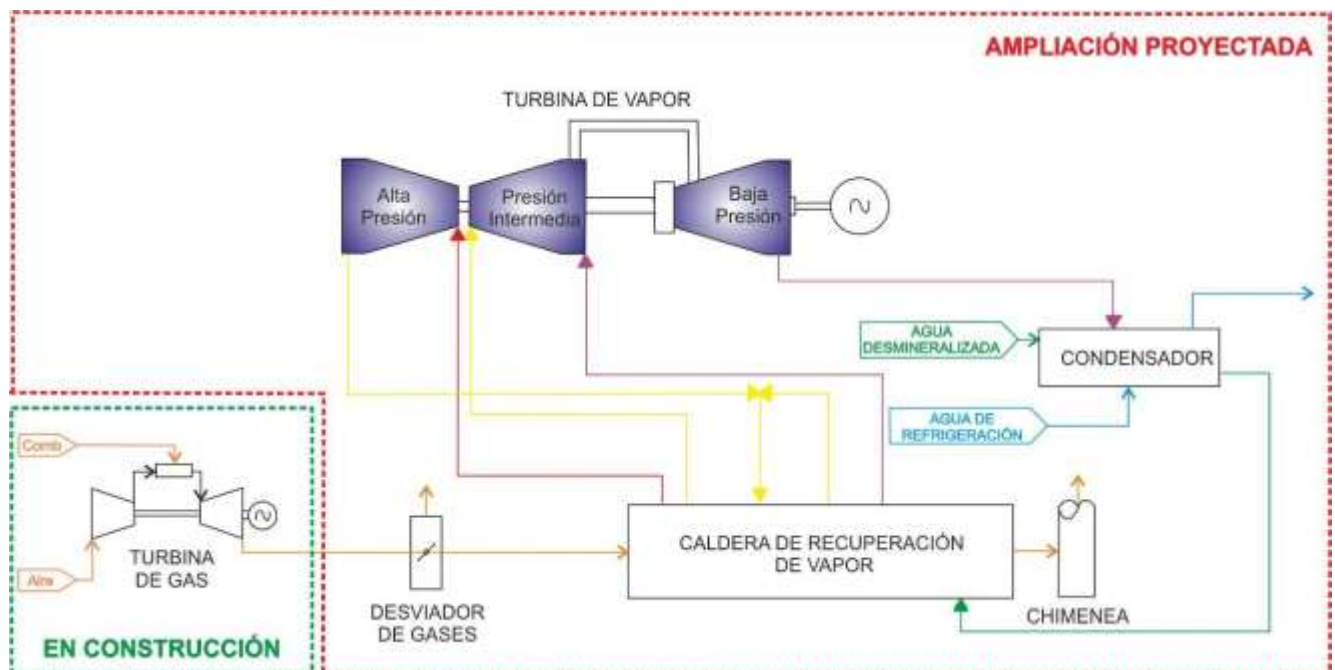 AMPLIACIÓN PROYECTADA
TURBINA DE VAPOR
Alta
Presión
Presión
Intermedia
Baja
Presión
AGUA
DESMINERALIZADA
CONDENSADOR
AGUA DE
REFRIGERACIÓN
Comb
Aire
TURBINA
DE GAS
EN CONSTRUCCIÓN
DESVIADOR
DE GASES
CALDERA DE RECUPERACIÓN
DE VAPOR
CHIMENEA